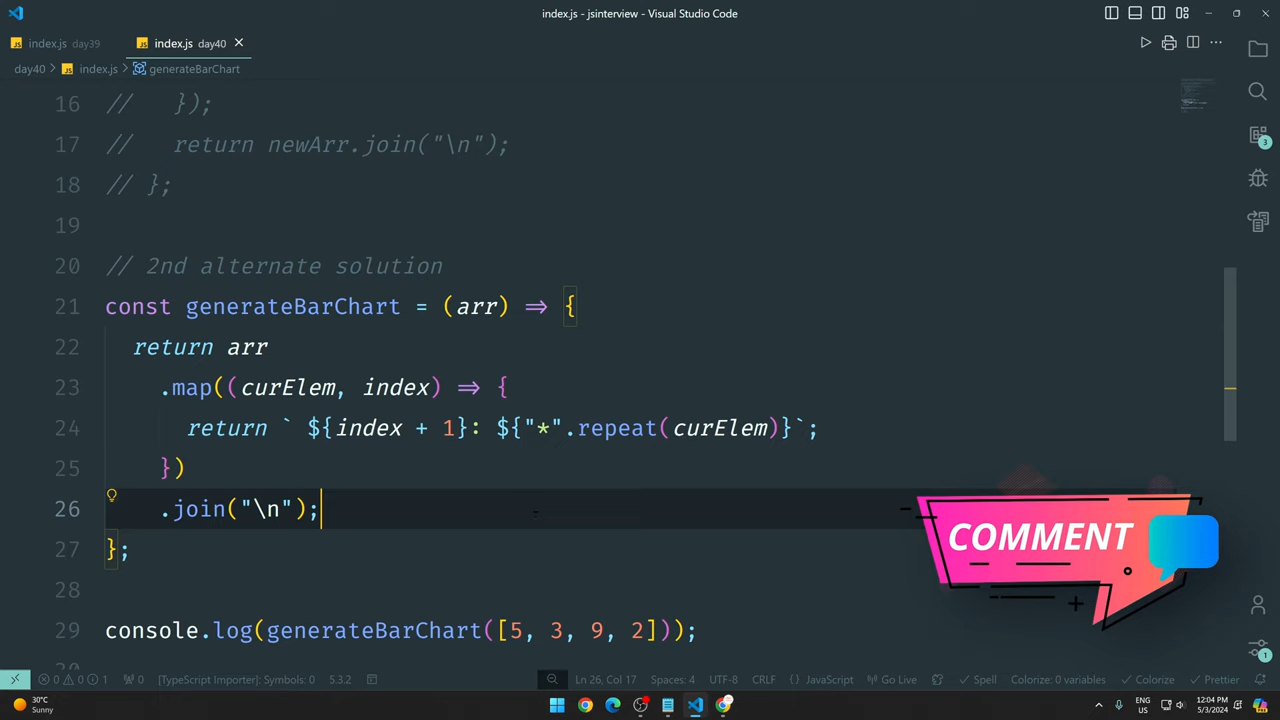 index.js - jsinterview - Visual Studio Code
index.js day39
index.js day40
day40 > index.js > generateBarChart
16 //   });
17 //   return newArr.join("\n");
18 // };
19
20 // 2nd alternate solution
21 const generateBarChart = (arr) => {
22   return arr
23     .map((curElem, index) => {
24       return ` ${index + 1}: ${"*".repeat(curElem)}`;
25     })
26     .join("\n");
27 };
28
29 console.log(generateBarChart([5, 3, 9, 2]));
3
COMMENT
1
0 0 1 0 [TypeScript Importer]: Symbols: 0 5.3.2 Ln 26, Col 17 Spaces: 4 UTF-8 CRLF {} JavaScript Go Live Spell Colorize: 0 variables Colorize Prettier
30°C
Sunny
ENG
US
12:04 PM
5/3/2024